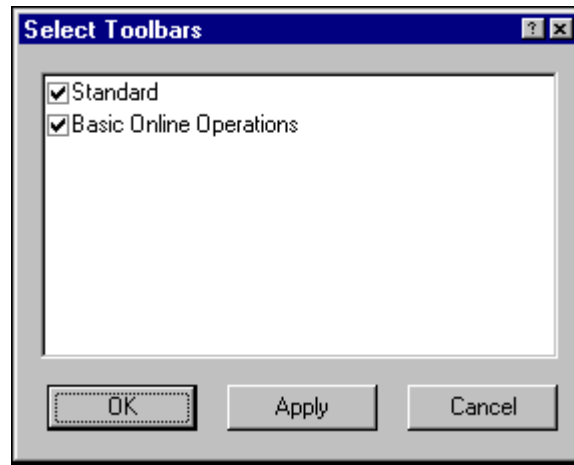 Select Toolbars
Standard
Basic Online Operations
OK
Apply
Cancel